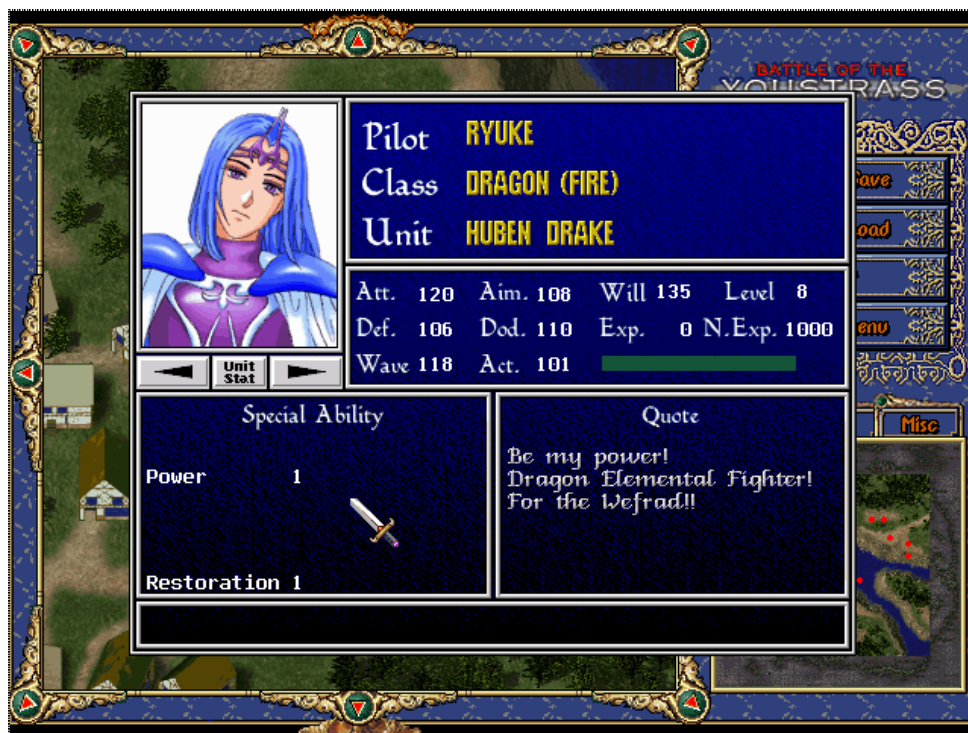 BATTLE OF THE
YOUSTRASS
Pilot RYUKE
Class DRAGON (FIRE)
Unit HUBEN DRAKE
Att. 120 Aim. 108 Will 135 Level 8
Def. 106 Dod. 110 Exp. 0 N.Exp. 1000
Wave 118 Act. 101
Unit
Stat
Special Ability
Power 1
Restoration 1
Quote
Be my power!
Dragon Elemental Fighter!
For the Wefrad!!
Save
Load
enu
Misc